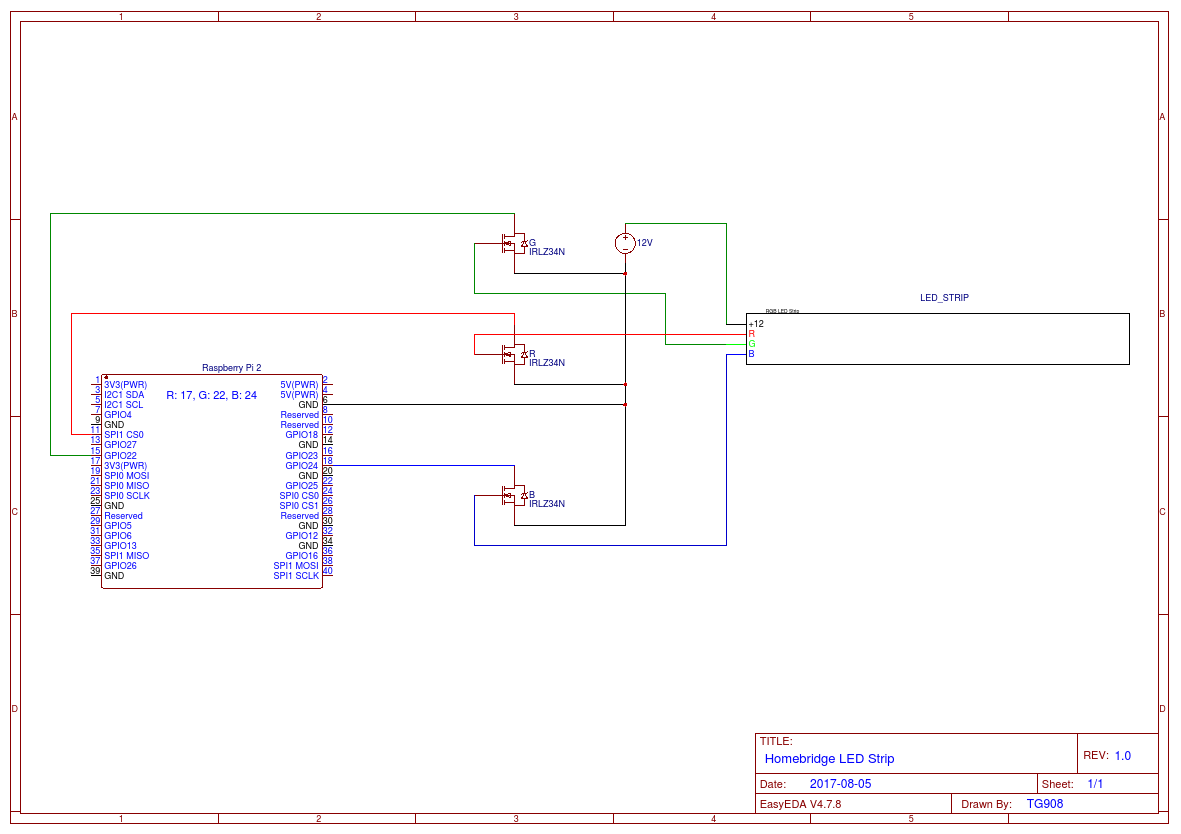 1 2 3 4 5
A A
G
IRLZ34N
12V
LED_STRIP
RGB LED Strip
B B
+12
R
G
B
R
IRLZ34N
Raspberry Pi 2
R: 17, G: 22, B: 24
1 3V3(PWR) 5V(PWR) 2
3 I2C1 SDA 5V(PWR) 4
5 I2C1 SCL GND 6
7 GPIO4 Reserved 8
9 GND Reserved 10
11 SPI1 CS0 GPIO18 12
13 GPIO27 GND 14
15 GPIO22 GPIO23 16
17 3V3(PWR) GPIO24 18
19 SPI0 MOSI GND 20
21 SPI0 MISO GPIO25 22
23 SPI0 SCLK SPI0 CS0 24
25 GND SPI0 CS1 26
27 Reserved Reserved 28
29 GPIO5 GND 30
31 GPIO6 GPIO12 32
33 GPIO13 GND 34
35 SPI1 MISO GPIO16 36
37 GPIO26 SPI1 MOSI 38
39 GND SPI1 SCLK 40
B
IRLZ34N
C C
D D
TITLE:
Homebridge LED Strip
REV: 1.0
Date: 2017-08-05
Sheet: 1/1
EasyEDA V4.7.8
Drawn By: TG908
1 2 3 4 5